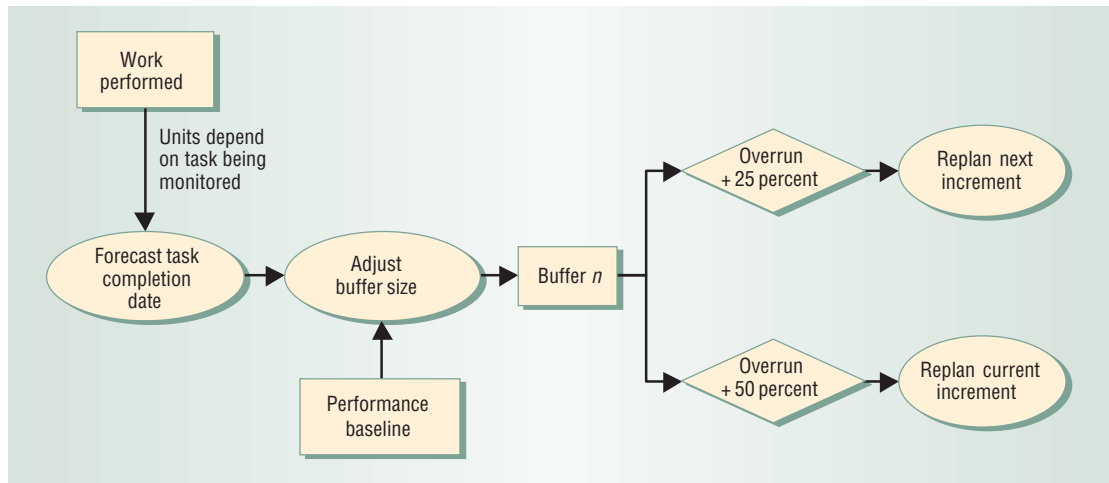 Work
performed
Units depend
on task being
monitored
Forecast task
completion
date
Adjust
buffer size
Performance
baseline
Buffer n
Overrun
+ 25 percent
Replan next
increment
Overrun
+ 50 percent
Replan current
increment